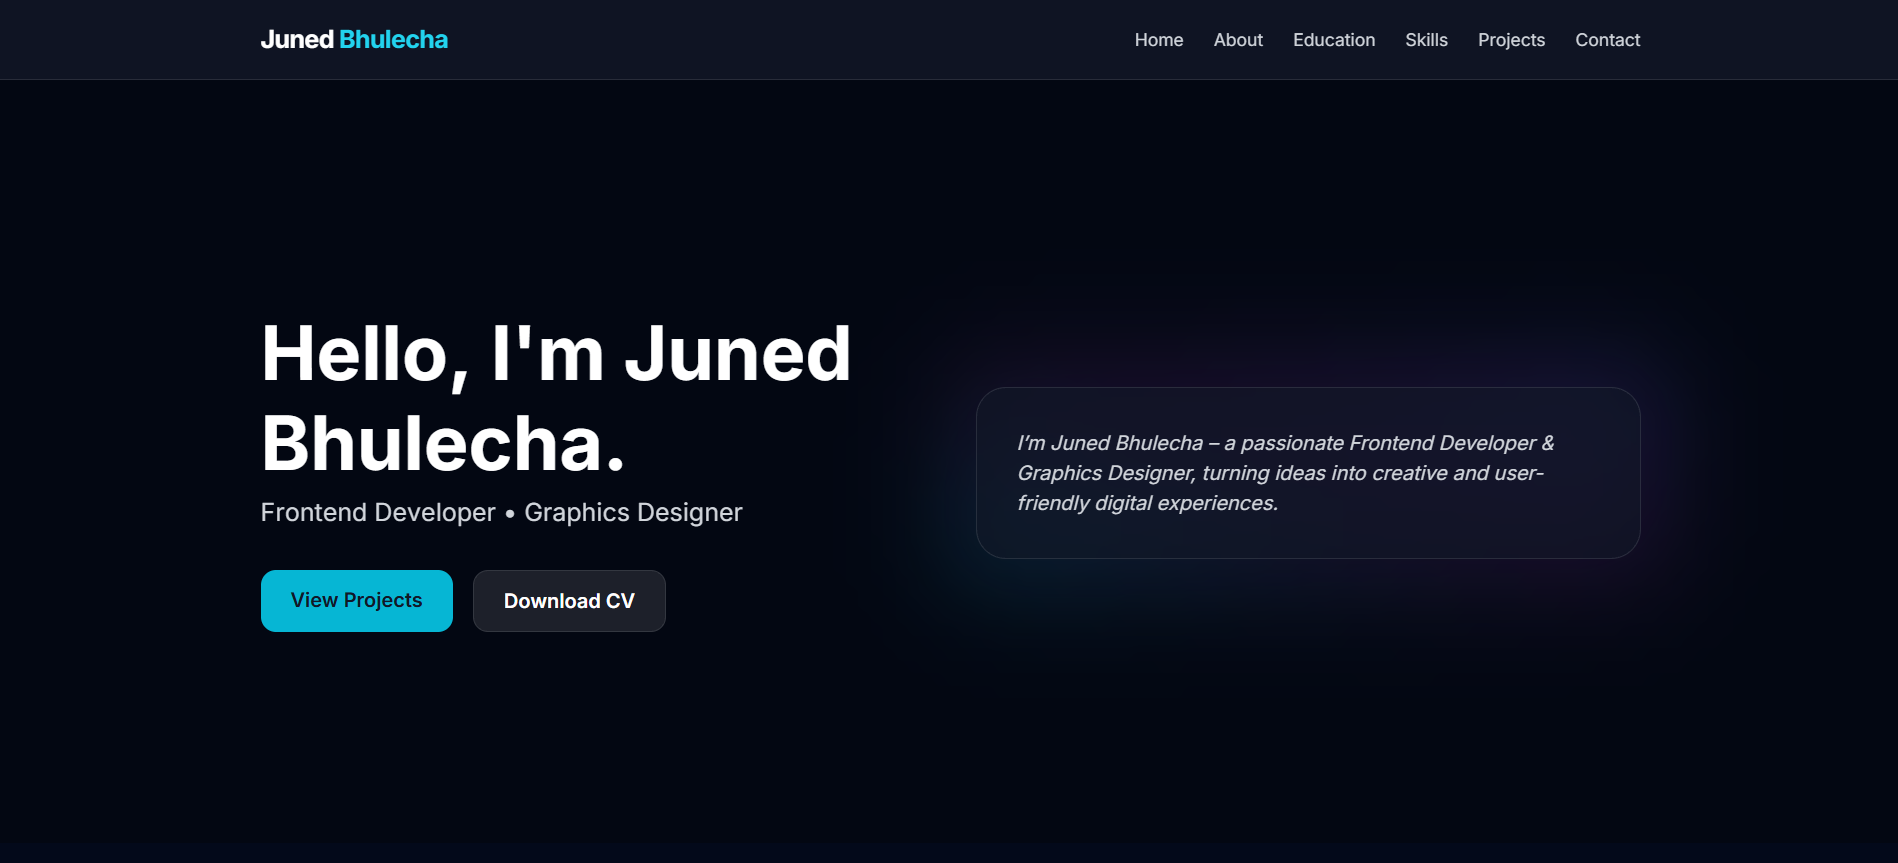 Juned Bhulecha
Home About Education Skills Projects Contact
Hello, I'm Juned
Bhulecha.
Frontend Developer • Graphics Designer
View Projects
Download CV
I’m Juned Bhulecha – a passionate Frontend Developer &
Graphics Designer, turning ideas into creative and user-
friendly digital experiences.